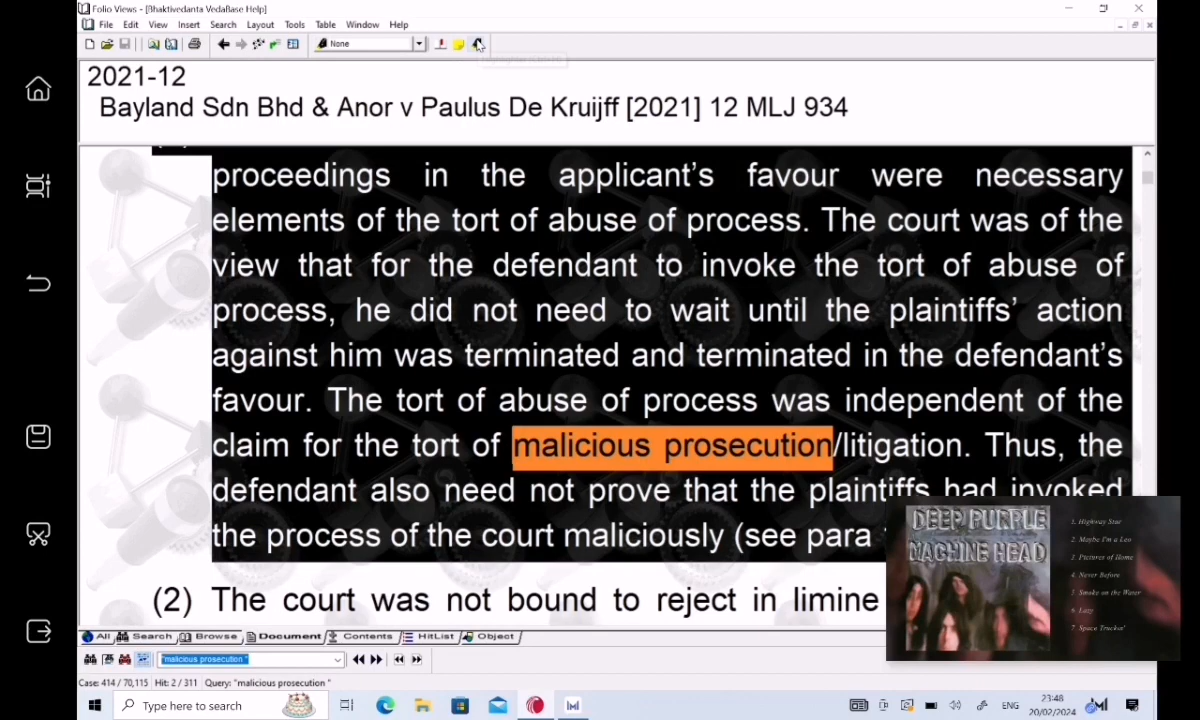 Folio Views - [Bhaktivedanta VedaBase Help]
File Edit View Insert Search Layout Tools Table Window Help
None
2021-12
Bayland Sdn Bhd & Anor v Paulus De Kruijff [2021] 12 MLJ 934
proceedings in the applicant's favour were necessary
elements of the tort of abuse of process. The court was of the
view that for the defendant to invoke the tort of abuse of
process, he did not need to wait until the plaintiffs' action
against him was terminated and terminated in the defendant's
favour. The tort of abuse of process was independent of the
claim for the tort of malicious prosecution/litigation. Thus, the
defendant also need not prove that the plaintiffs had invoked
the process of the court maliciously (see para
(2) The court was not bound to reject in limine
DEEP PURPLE
MACHINE HEAD
1. Highway Star
2. Maybe I'm a Leo
3. Pictures of Home
4. Never Before
5. Smoke on the Water
6. Lazy
7. Space Truckin'
All Search Browse Document Contents HitList Object
"malicious prosecution "
Case: 414 / 70,115 Hit: 2 / 311 Query: "malicious prosecution "
Type here to search
ENG
23:48
20/02/2024